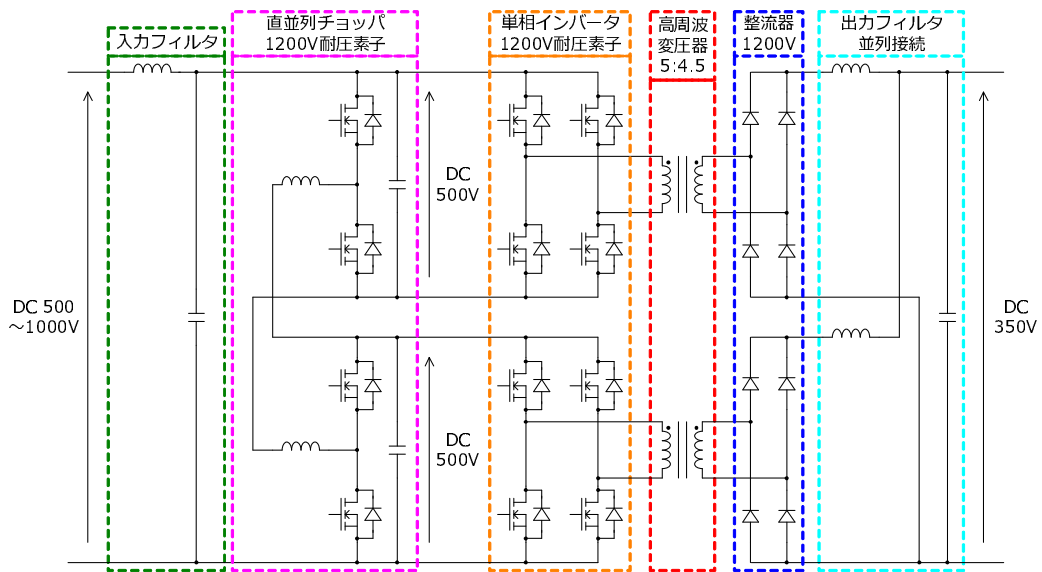 入力フィルタ
直並列チョッパ
1200V耐圧素子
単相インバータ
1200V耐圧素子
高周波
変圧器
5:4.5
整流器
1200V
出力フィルタ
並列接続
DC
500V
DC 500
～1000V
DC
350V
DC
500V